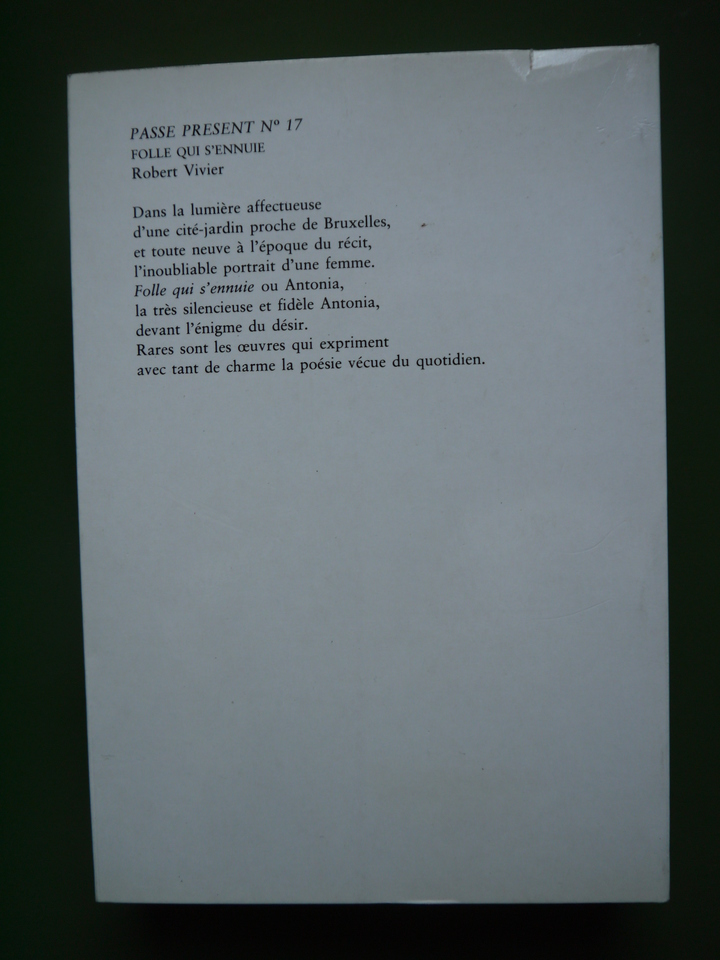 PASSE PRESENT Nº 17
FOLLE QUI S'ENNUIE
Robert Vivier
Dans la lumière affectueuse
d'une cité-jardin proche de Bruxelles,
et toute neuve à l'époque du récit,
l'inoubliable portrait d'une femme.
Folle qui s'ennuie ou Antonia,
la très silencieuse et fidèle Antonia,
devant l'énigme du désir.
Rares sont les œuvres qui expriment
avec tant de charme la poésie vécue du quotidien.